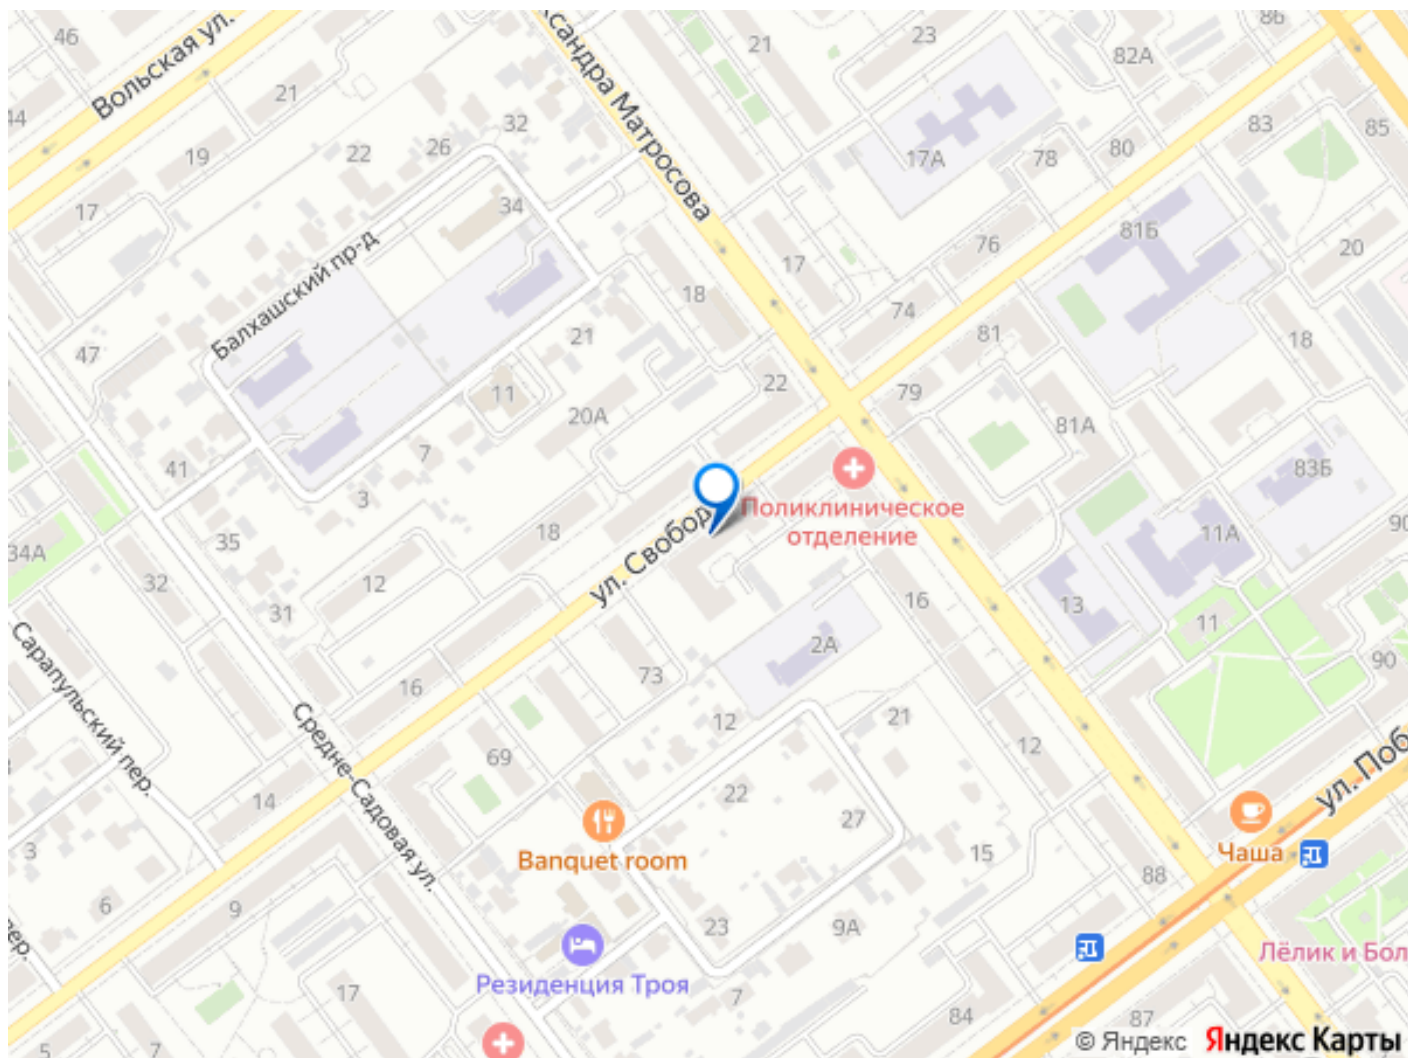 46
Вольская ул.
21
23
86
82А
44
21
32
ксандра Матросова
83
85
19
22
26
17А
78
80
17
34
76
81Б
20
Балхашский пр-д
17
18
74
47
21
81
18
11
22
79
20А
81А
41
7
83Б
3
Поликлиническое
отделение
34А
35
18
ул. Свобод
11А
90
32
12
31
16
13
11
Сарапульский пер.
2А
90
16
73
Средне-Садовая ул.
12
21
12
69
ул. Поб
14
22
27
Banquet room
15
Чаша
3
88
6
9
23
9А
пер.
Лёлик и Бол
Резиденция Троя
17
7
84
87
5
7
© Яндекс Яндекс Карты